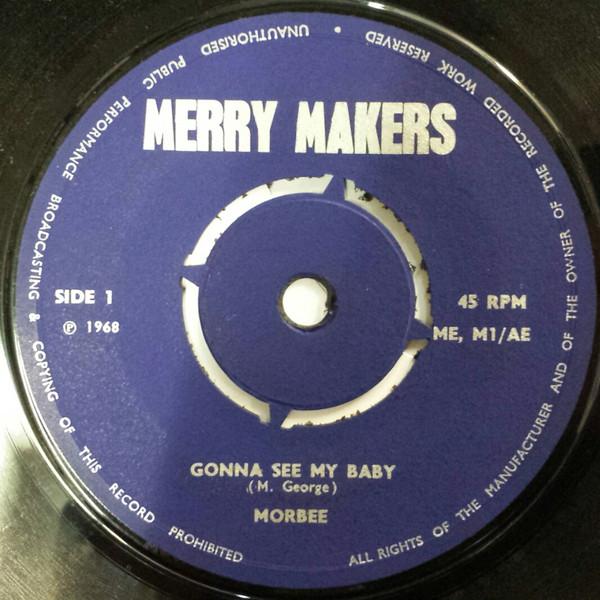 MERRY MAKERS
SIDE 1
℗ 1968
45 RPM
ME, M1/AE
GONNA SEE MY BABY
(M. George)
MORBEE
ALL RIGHTS OF THE MANUFACTURER AND OF THE OWNER OF THE RECORDED WORK RESERVED • UNAUTHORISED PUBLIC PERFORMANCE BROADCASTING & COPYING OF THIS RECORD PROHIBITED